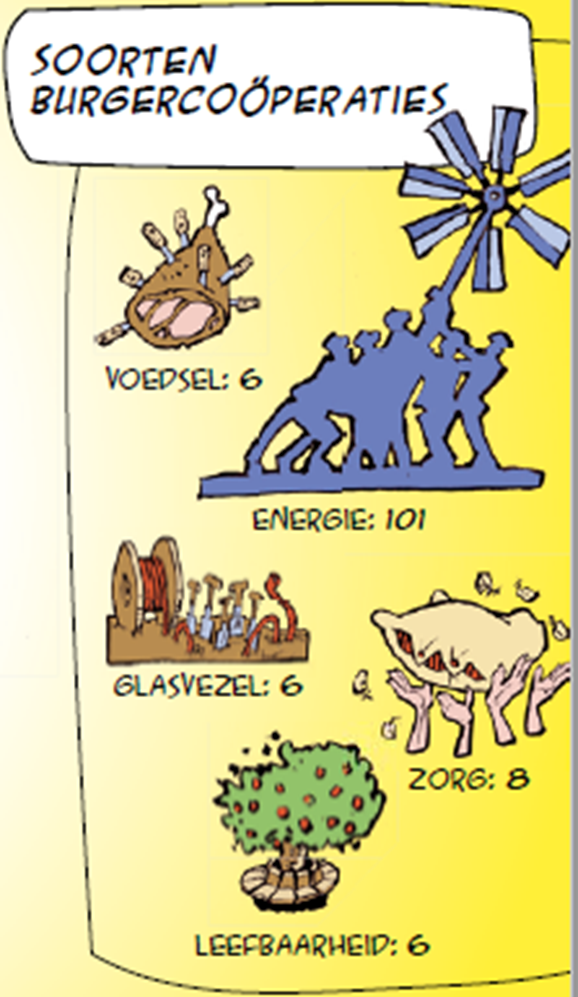 SOORTEN
BURGERCOÖPERATIES
VOEDSEL: 6
ENERGIE: 101
GLASVEZEL: 6
ZORG: 8
LEEFBAARHEID: 6